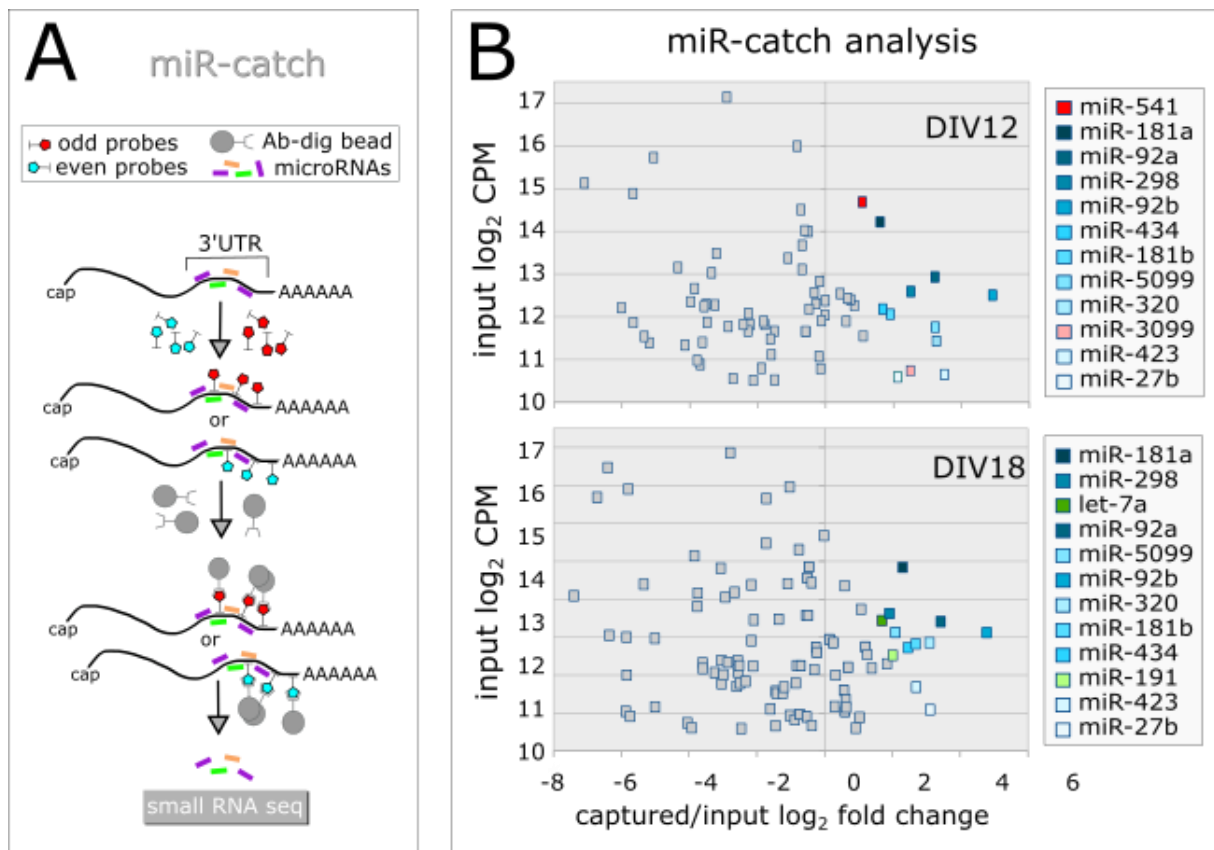 A
miR-catch
odd probes
Ab-dig bead
even probes
microRNAs
3'UTR
cap
AAAAAA
cap
AAAAAA
or
cap
AAAAAA
cap
AAAAAA
or
cap
AAAAAA
small RNA seq
B
miR-catch analysis
DIV12
input log2 CPM
17
16
15
14
13
12
11
10
miR-541
miR-181a
miR-92a
miR-298
miR-92b
miR-434
miR-181b
miR-5099
miR-320
miR-3099
miR-423
miR-27b
DIV18
input log2 CPM
17
16
15
14
13
12
11
10
-8 -6 -4 -2 0 2 4 6
captured/input log2 fold change
miR-181a
miR-298
let-7a
miR-92a
miR-5099
miR-92b
miR-320
miR-181b
miR-434
miR-191
miR-423
miR-27b